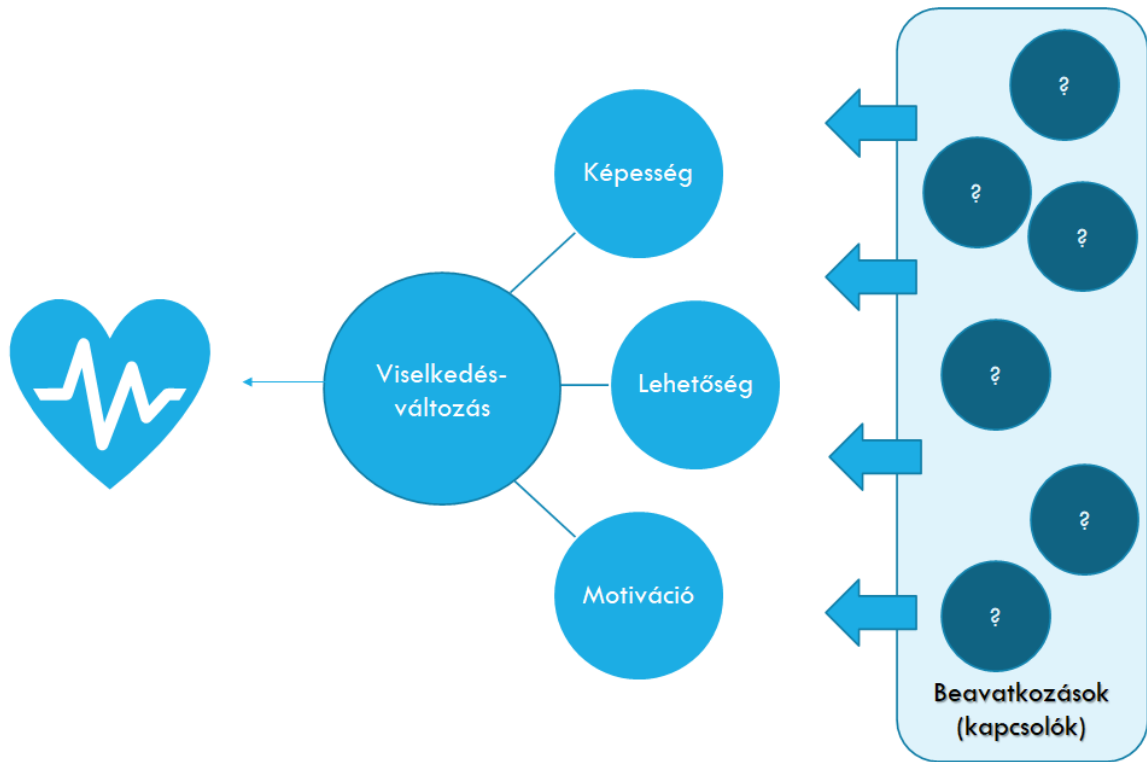 Képesség
Viselkedés-
változás
Lehetőség
Motiváció
?
?
?
?
?
?
Beavatkozások
(kapcsolók)